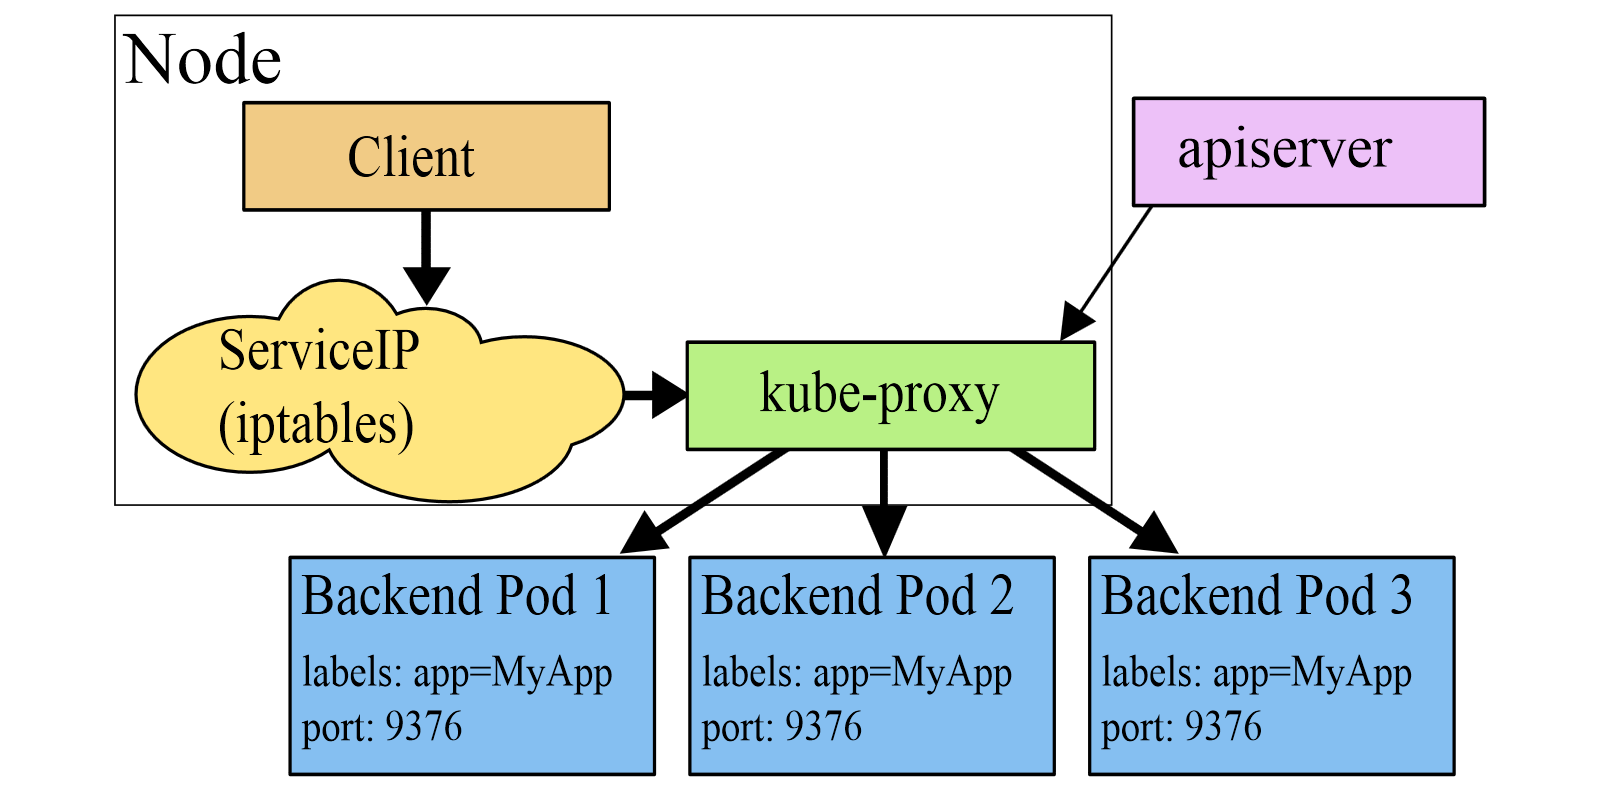 Node
Client
apiserver
ServiceIP
(iptables)
kube-proxy
Backend Pod 1
labels: app=MyApp
port: 9376
Backend Pod 2
labels: app=MyApp
port: 9376
Backend Pod 3
labels: app=MyApp
port: 9376